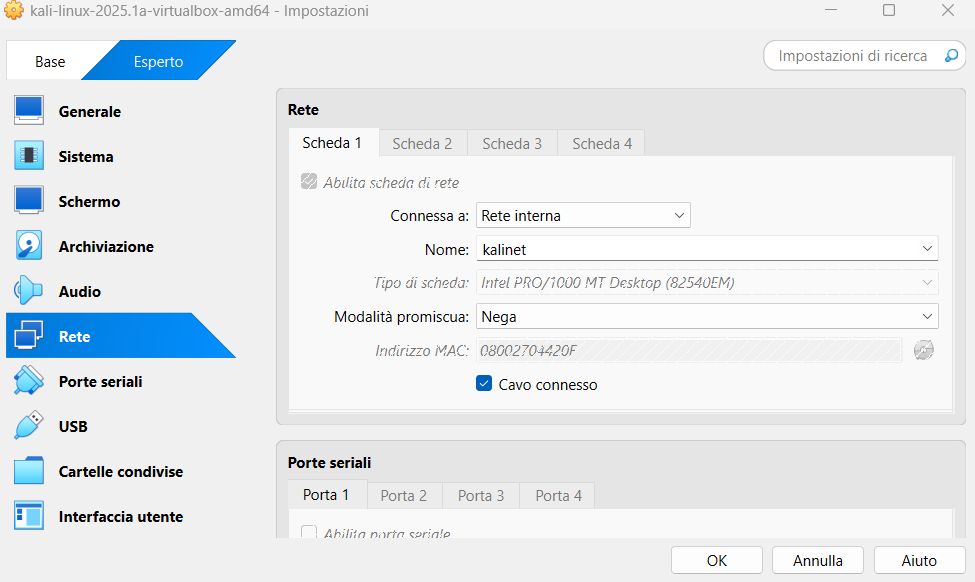 kali-linux-2025.1a-virtualbox-amd64 - Impostazioni
Base Esperto
Impostazioni di ricerca
Generale
Sistema
Schermo
Archiviazione
Audio
Rete
Porte seriali
USB
Cartelle condivise
Interfaccia utente
Rete
Scheda 1 Scheda 2 Scheda 3 Scheda 4
Abilita scheda di rete
Connessa a: Rete interna
Nome: kalinet
Tipo di scheda: Intel PRO/1000 MT Desktop (82540EM)
Modalità promiscua: Nega
Indirizzo MAC: 08002704420F
Cavo connesso
Porte seriali
Porta 1 Porta 2 Porta 3 Porta 4
Abilita porta seriale
OK Annulla Aiuto